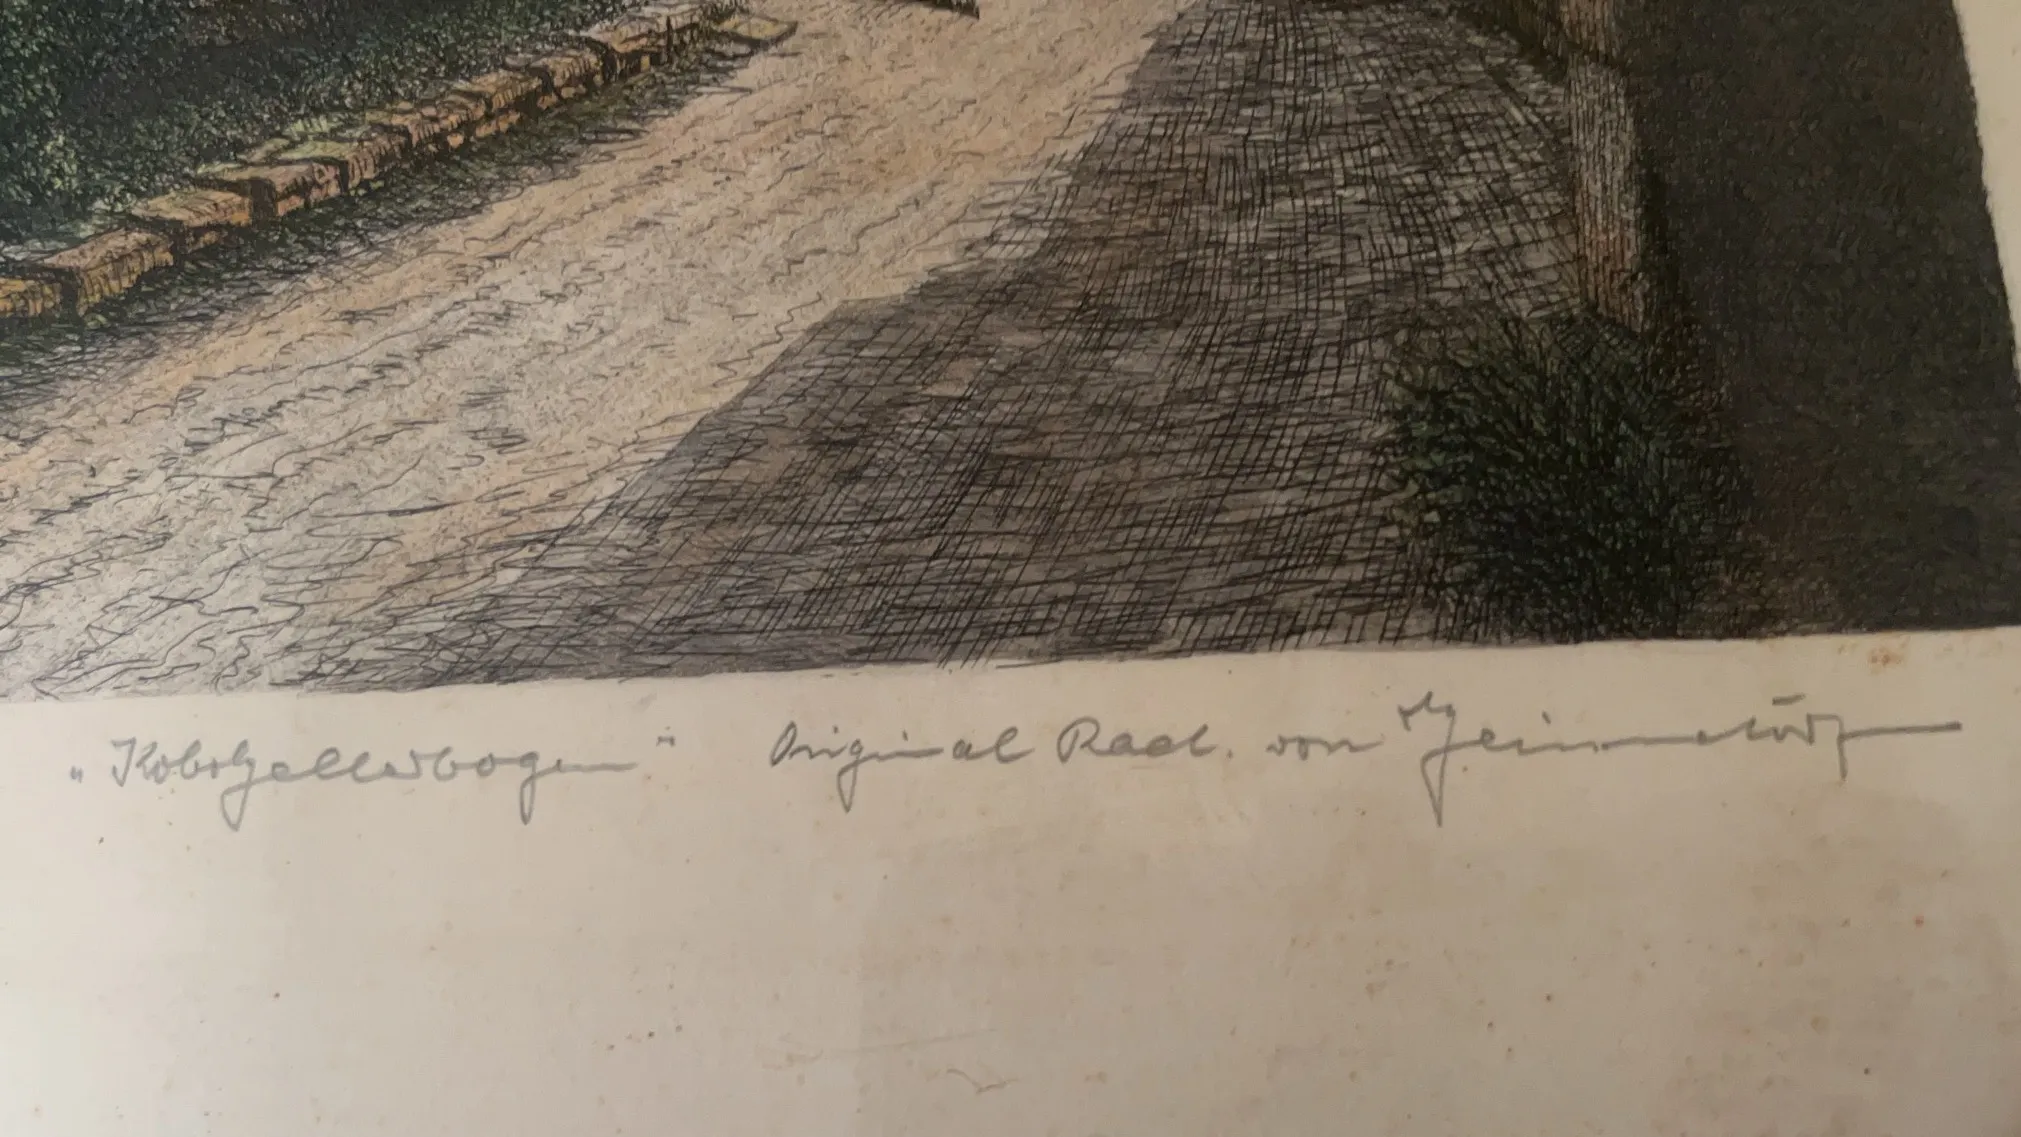 „Kobolzellerbogen" Original Rad. von